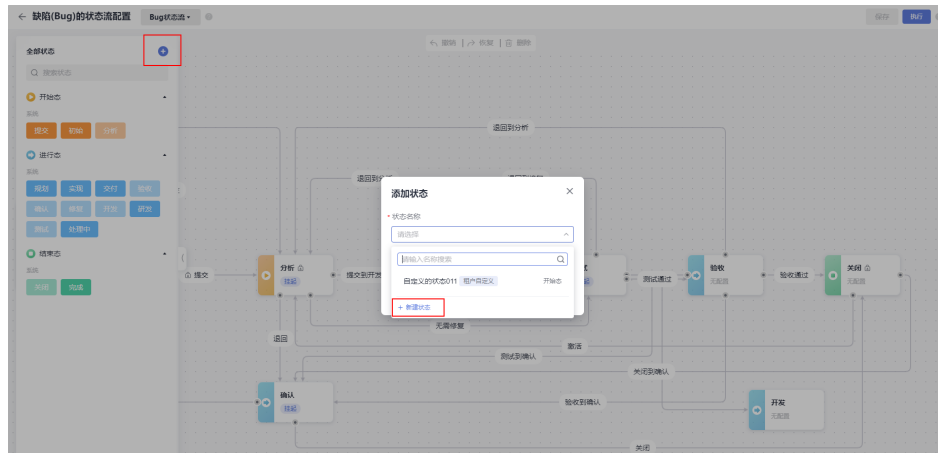 ← 缺陷(Bug)的状态流配置 Bug状态流
保存 执行
撤销 | 恢复 | 删除
全部状态
搜索状态
开始态
系统
提交 初始 分析
进行态
系统
规划 实现 交付 验收
确认 修复 开发 研发
测试 处理中
结束态
系统
关闭 完成
退回到分析
添加状态
* 状态名称
请选择
请输入名称搜索
自定义的状态011 租户自定义 开始态
+ 新建状态
提交
分析
挂起
提交到开发
测试通过
验收
无配置
验收通过
关闭
无配置
无需修复
退回
激活
测试到确认
关闭到确认
确认
挂起
验收到确认
开发
无配置
关闭